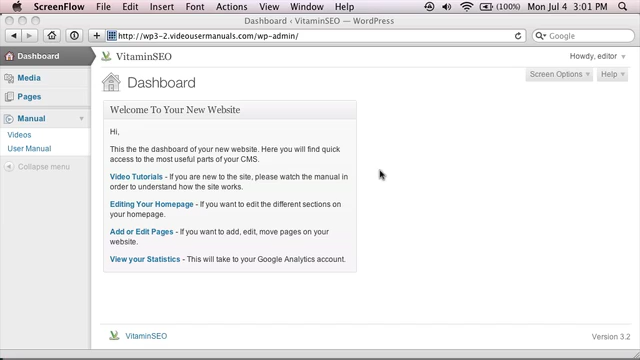 ScreenFlow File Edit Insert Font Actions View Window Help (100%) Mon Jul 4 3:01 PM
Dashboard ‹ VitaminSEO — WordPress
http://wp3-2.videousermanuals.com/wp-admin/ Google
Dashboard VitaminSEO Howdy, editor
Screen Options Help
Media Dashboard
Pages
Welcome To Your New Website
Manual
Hi,
Videos
User Manual
This the the dashboard of your new website. Here you will find quick
access to the most useful parts of your CMS.
Collapse menu
Video Tutorials - If you are new to the site, please watch the manual in
order to understand how the site works.
Editing Your Homepage - If you want to edit the different sections on
your homepage.
Add or Edit Pages - If you want to add, edit, move pages on your
website.
View your Statistics - This will take to your Google Analytics account.
VitaminSEO Version 3.2